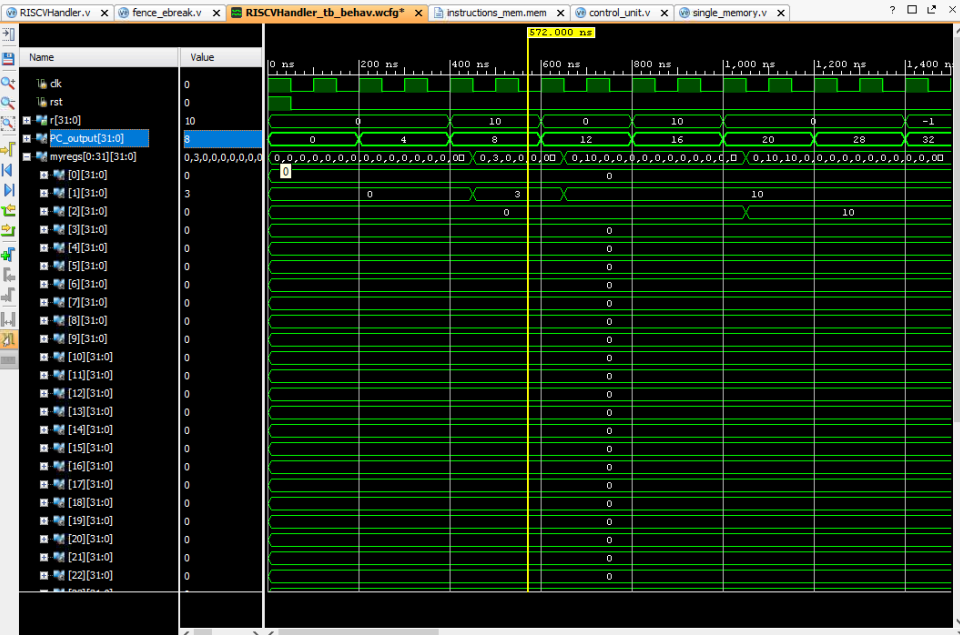 RISCVHandler.v fence_ebreak.v RISCVHandler_tb_behav.wcfg* instructions_mem.mem control_unit.v single_memory.v
572.000 ns
Name Value
0 ns 200 ns 400 ns 600 ns 800 ns 1,000 ns 1,200 ns 1,400 ns
clk 0
rst 0
r[31:0] 10 0 10 0 10 0 -1
PC_output[31:0] 8 0 4 8 12 16 20 28 32
myregs[0:31][31:0] 0,3,0,0,0,0,0,0 0,0,0,0,0,0,0,0,0,0,0,0,0,0,0 0,3,0,0,0 0,10,0,0,0,0,0,0,0,0,0,0 0,10,10,0,0,0,0,0,0,0,0,0,0,0
[0][31:0] 0 0 0
[1][31:0] 3 0 3 10
[2][31:0] 0 0 10
[3][31:0] 0 0
[4][31:0] 0 0
[5][31:0] 0 0
[6][31:0] 0 0
[7][31:0] 0 0
[8][31:0] 0 0
[9][31:0] 0 0
[10][31:0] 0 0
[11][31:0] 0 0
[12][31:0] 0 0
[13][31:0] 0 0
[14][31:0] 0 0
[15][31:0] 0 0
[16][31:0] 0 0
[17][31:0] 0 0
[18][31:0] 0 0
[19][31:0] 0 0
[20][31:0] 0 0
[21][31:0] 0 0
[22][31:0] 0 0